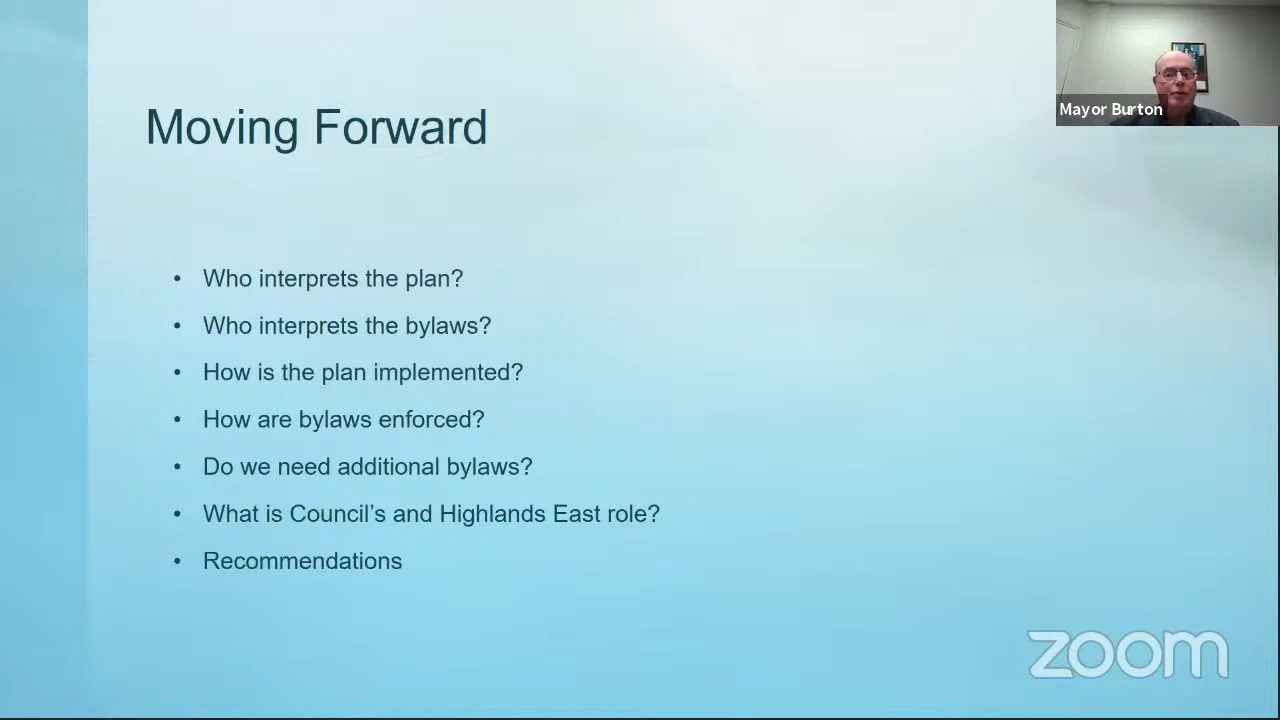 Moving Forward
Mayor Burton
• Who interprets the plan?
• Who interprets the bylaws?
• How is the plan implemented?
• How are bylaws enforced?
• Do we need additional bylaws?
• What is Council’s and Highlands East role?
• Recommendations
zoom